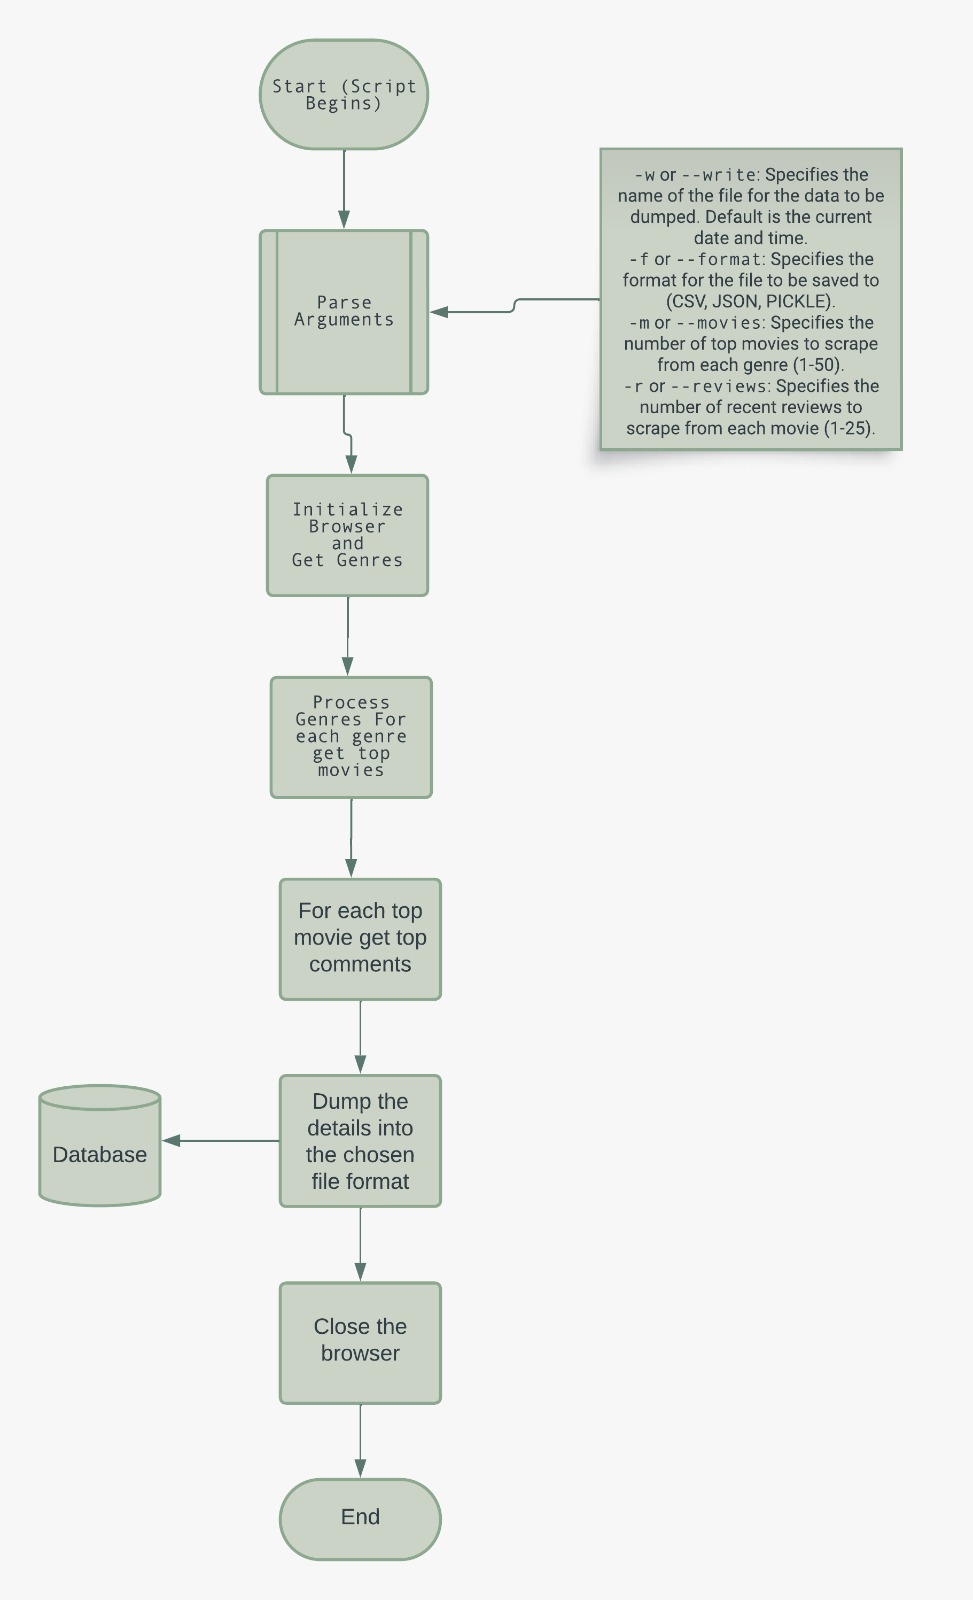 Start (Script
Begins)
-w or --write: Specifies the
name of the file for the data to be
dumped. Default is the current
date and time.
-f or --format: Specifies the
format for the file to be saved to
(CSV, JSON, PICKLE).
-m or --movies: Specifies the
number of top movies to scrape
from each genre (1-50).
-r or --reviews: Specifies the
number of recent reviews to
scrape from each movie (1-25).
Parse
Arguments
Initialize
Browser
and
Get Genres
Process
Genres For
each genre
get top
movies
For each top
movie get top
comments
Dump the
details into
the chosen
file format
Database
Close the
browser
End